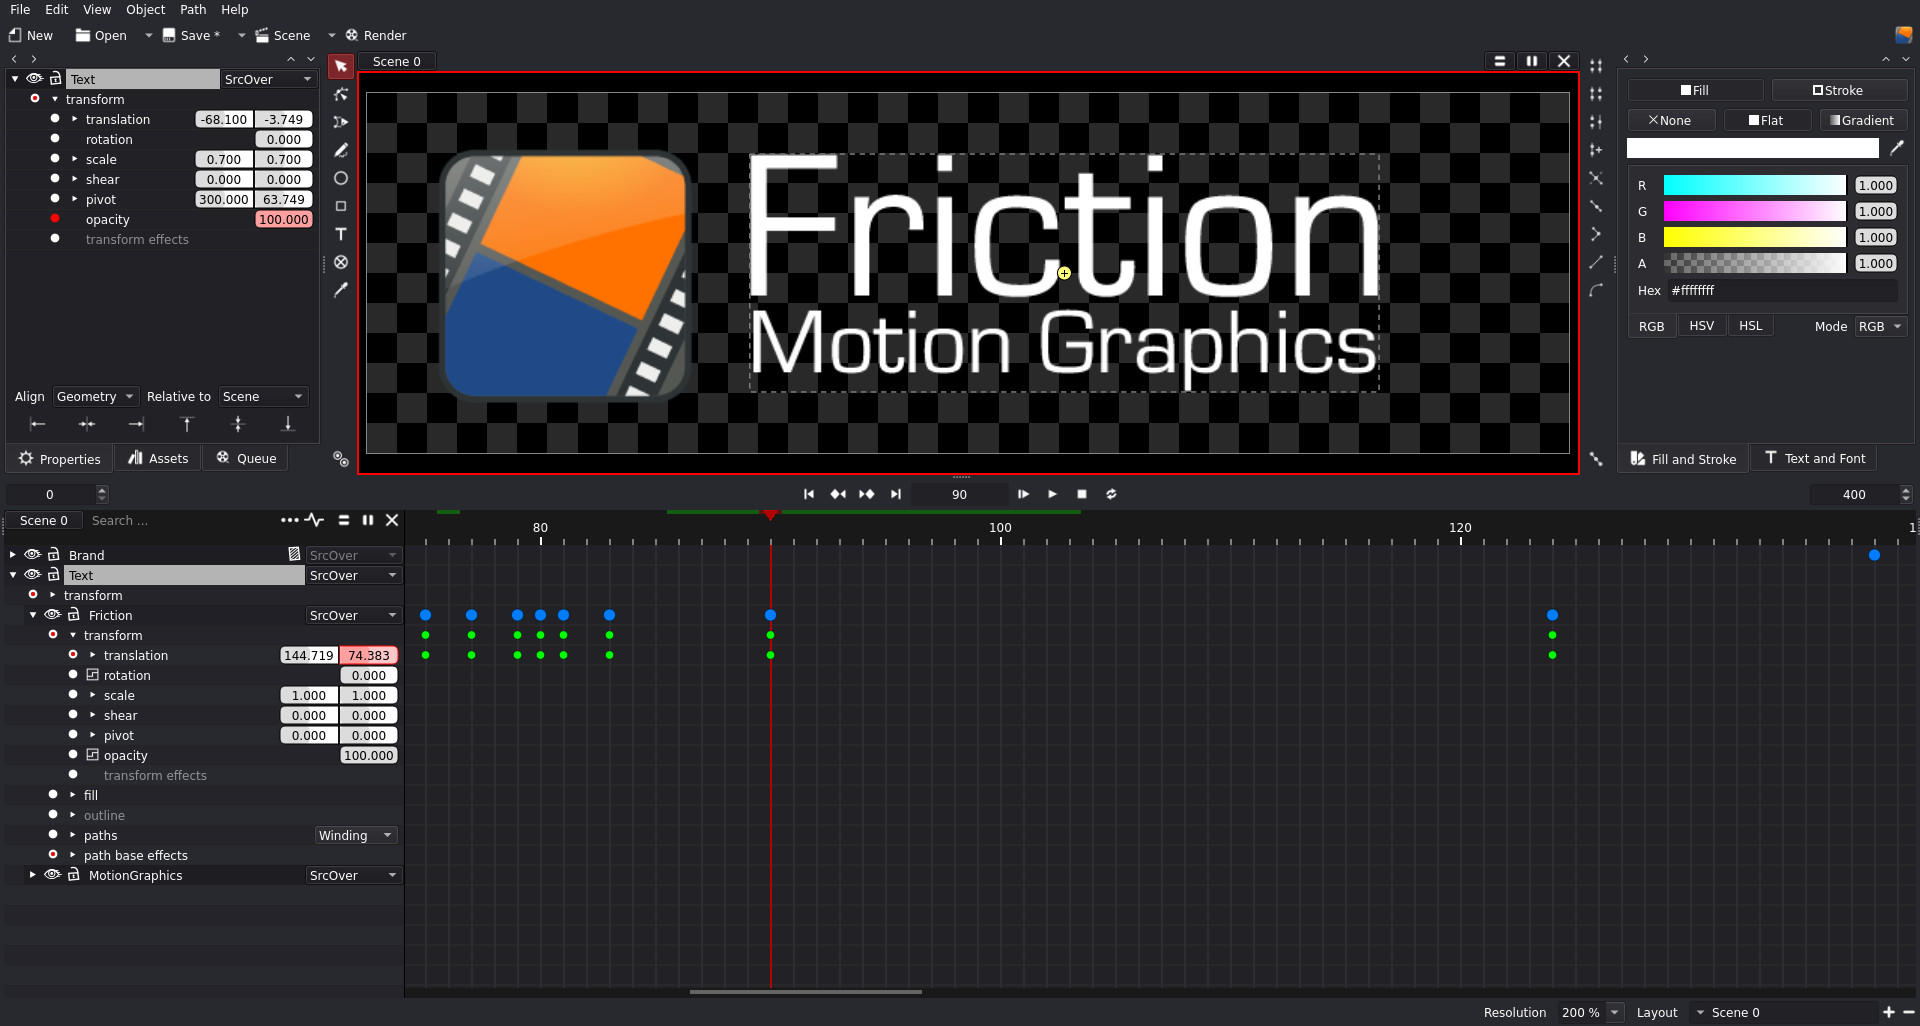 File Edit View Object Path Help
New Open Save * Scene Render
Scene 0
Text SrcOver
transform
translation -68.100 -3.749
rotation 0.000
scale 0.700 0.700
shear 0.000 0.000
pivot 300.000 63.749
opacity 100.000
transform effects
Align Geometry Relative to Scene
Properties Assets Queue
Friction
Motion Graphics
Fill Stroke
None Flat Gradient
R 1.000
G 1.000
B 1.000
A 1.000
Hex #ffffffff
RGB HSV HSL Mode RGB
Fill and Stroke Text and Font
0 90 400
Scene 0 Search ...
80 100 120 1
Brand SrcOver
Text SrcOver
transform
Friction SrcOver
transform
translation 144.719 74.383
rotation 0.000
scale 1.000 1.000
shear 0.000 0.000
pivot 0.000 0.000
opacity 100.000
transform effects
fill
outline
paths Winding
path base effects
MotionGraphics SrcOver
Resolution 200 % Layout Scene 0